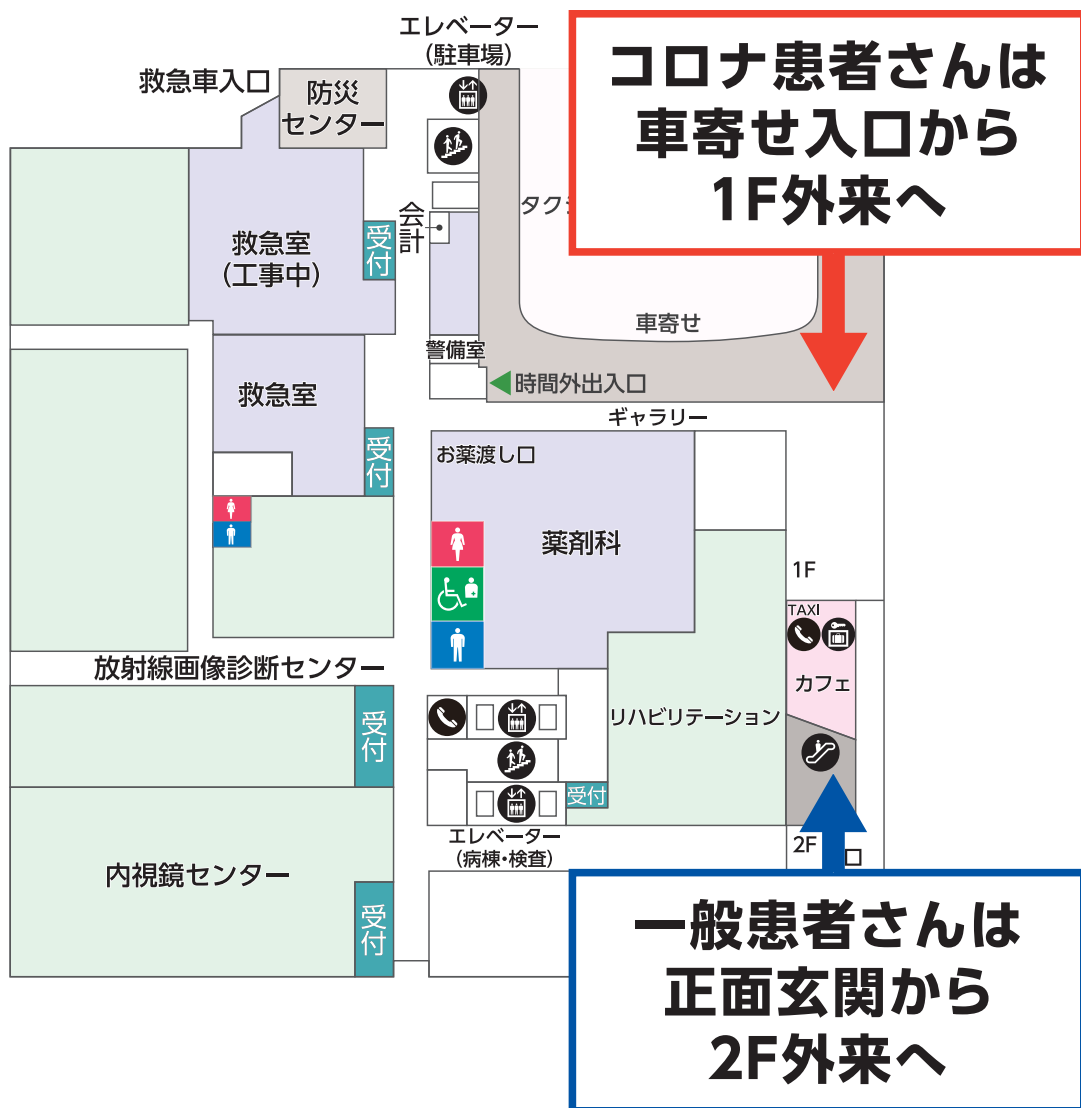 エレベーター
（駐車場）
コロナ患者さんは
車寄せ入口から
1F外来へ
救急車入口
防災
センター
タク
会計
救急室
（工事中）
受付
車寄せ
警備室
時間外出入口
救急室
ギャラリー
受付
お薬渡し口
薬剤科
1F
TAXI
放射線画像診断センター
カフェ
受付
リハビリテーション
受付
エレベーター
（病棟・検査）
2F
口
内視鏡センター
受付
一般患者さんは
正面玄関から
2F外来へ